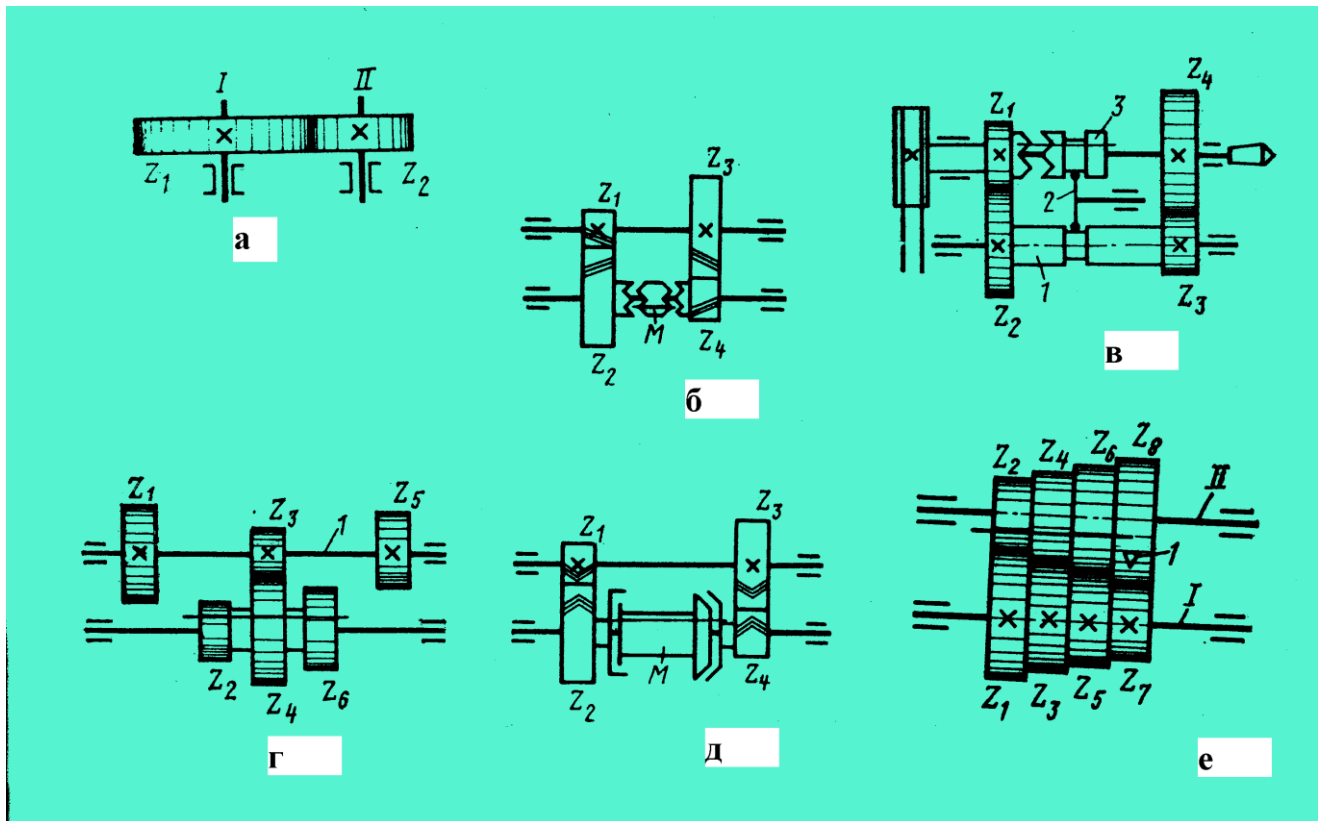 I II
Z1 Z2
а
Z1 Z3
M
Z2 Z4
б
Z1 3 Z4
2
1
Z2 Z3
в
Z1 Z3 1 Z5
Z2 Z4 Z6
г
Z1 Z3
M
Z2 Z4
д
Z2 Z4 Z6 Z8
II
1
I
Z1 Z3 Z5 Z7
е